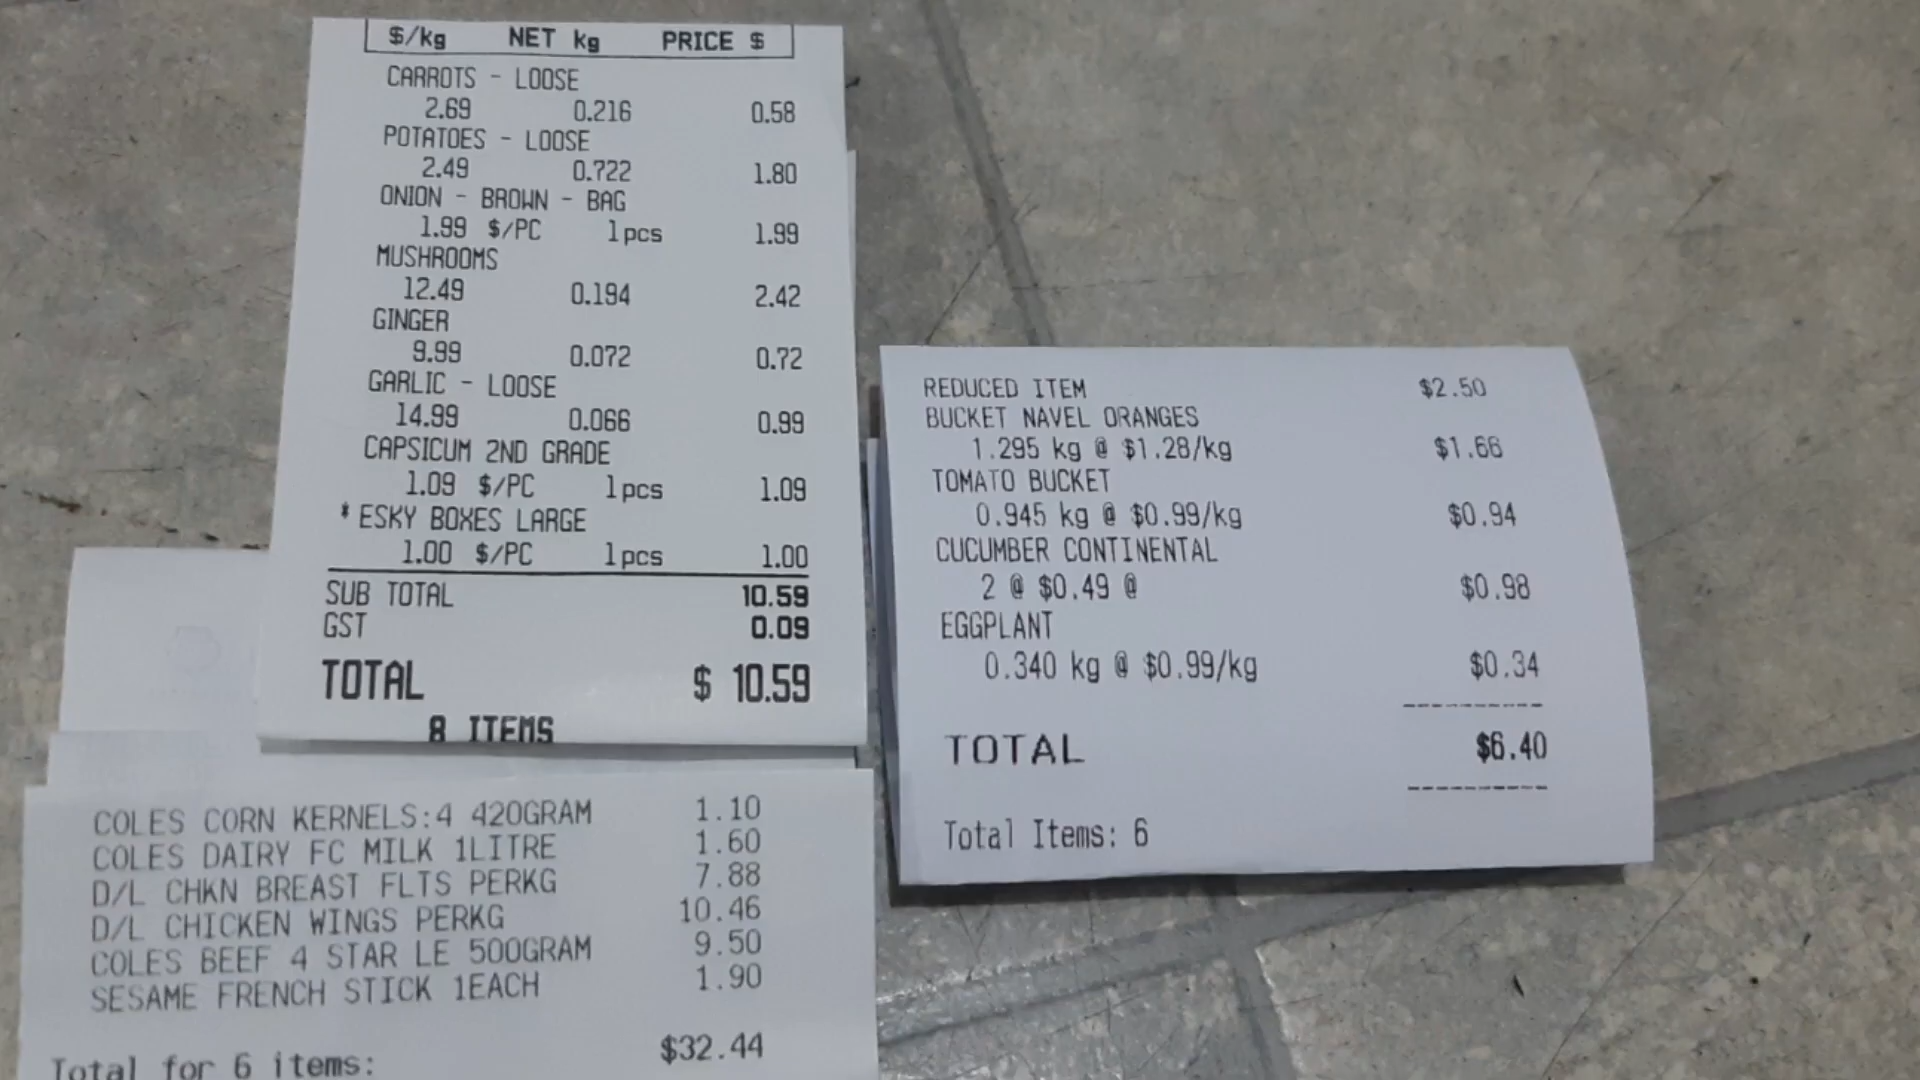 $/kg NET kg PRICE $
CARROTS - LOOSE
2.69 0.216 0.58
POTATOES - LOOSE
2.49 0.722 1.80
ONION - BROWN - BAG
1.99 $/PC 1pcs 1.99
MUSHROOMS
12.49 0.194 2.42
GINGER
9.99 0.072 0.72
GARLIC - LOOSE
14.99 0.066 0.99
CAPSICUM 2ND GRADE
1.09 $/PC 1pcs 1.09
* ESKY BOXES LARGE
1.00 $/PC 1pcs 1.00
SUB TOTAL 10.59
GST 0.09
TOTAL $ 10.59
8 ITEMS
COLES CORN KERNELS:4 420GRAM 1.10
COLES DAIRY FC MILK 1LITRE 1.60
D/L CHKN BREAST FLTS PERKG 7.88
D/L CHICKEN WINGS PERKG 10.46
COLES BEEF 4 STAR LE 500GRAM 9.50
SESAME FRENCH STICK 1EACH 1.90
Total for 6 items: $32.44
REDUCED ITEM $2.50
BUCKET NAVEL ORANGES
1.295 kg @ $1.28/kg $1.66
TOMATO BUCKET
0.945 kg @ $0.99/kg $0.94
CUCUMBER CONTINENTAL
2 @ $0.49 @ $0.98
EGGPLANT
0.340 kg @ $0.99/kg $0.34
TOTAL $6.40
Total Items: 6